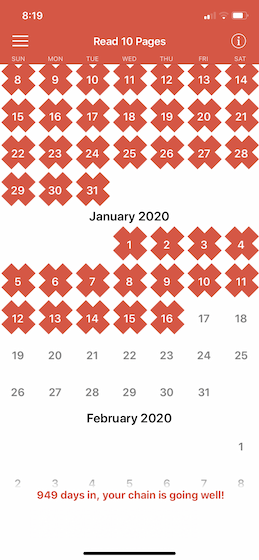 8:19
Read 10 Pages
SUN MON TUE WED THU FRI SAT
8 9 10 11 12 13 14
15 16 17 18 19 20 21
22 23 24 25 26 27 28
29 30 31
January 2020
1 2 3 4
5 6 7 8 9 10 11
12 13 14 15 16 17 18
19 20 21 22 23 24 25
26 27 28 29 30 31
February 2020
1
2 3 4 5 6 7 8
949 days in, your chain is going well!